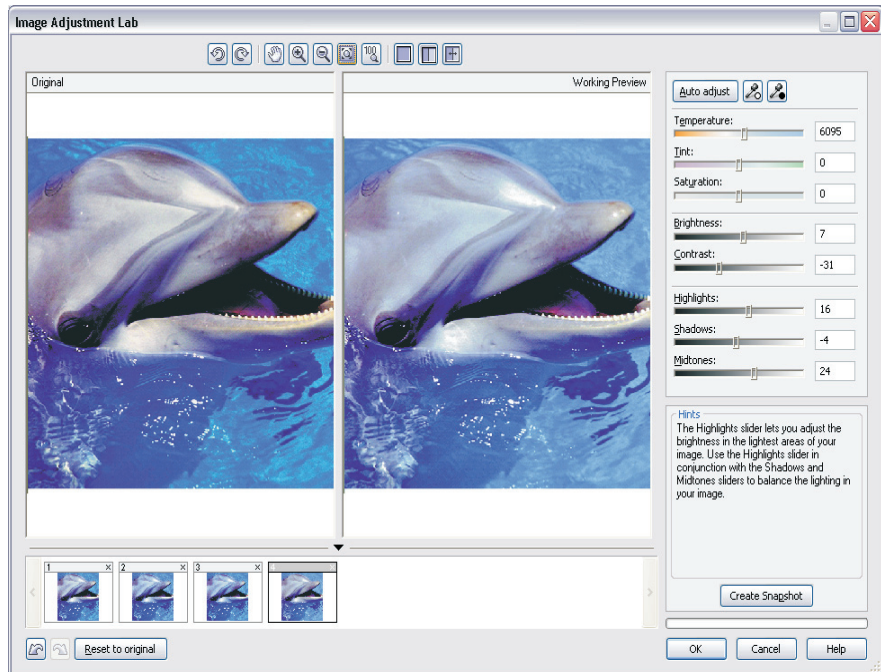 Image Adjustment Lab
100
Original
Working Preview
Auto adjust
Temperature:
6095
Tint:
0
Saturation:
0
Brightness:
7
Contrast:
-31
Highlights:
16
Shadows:
-4
Midtones:
24
Hints
The Highlights slider lets you adjust the
brightness in the lightest areas of your
image. Use the Highlights slider in
conjunction with the Shadows and
Midtones sliders to balance the lighting in
your image.
1
2
3
Create Snapshot
Reset to original
OK
Cancel
Help